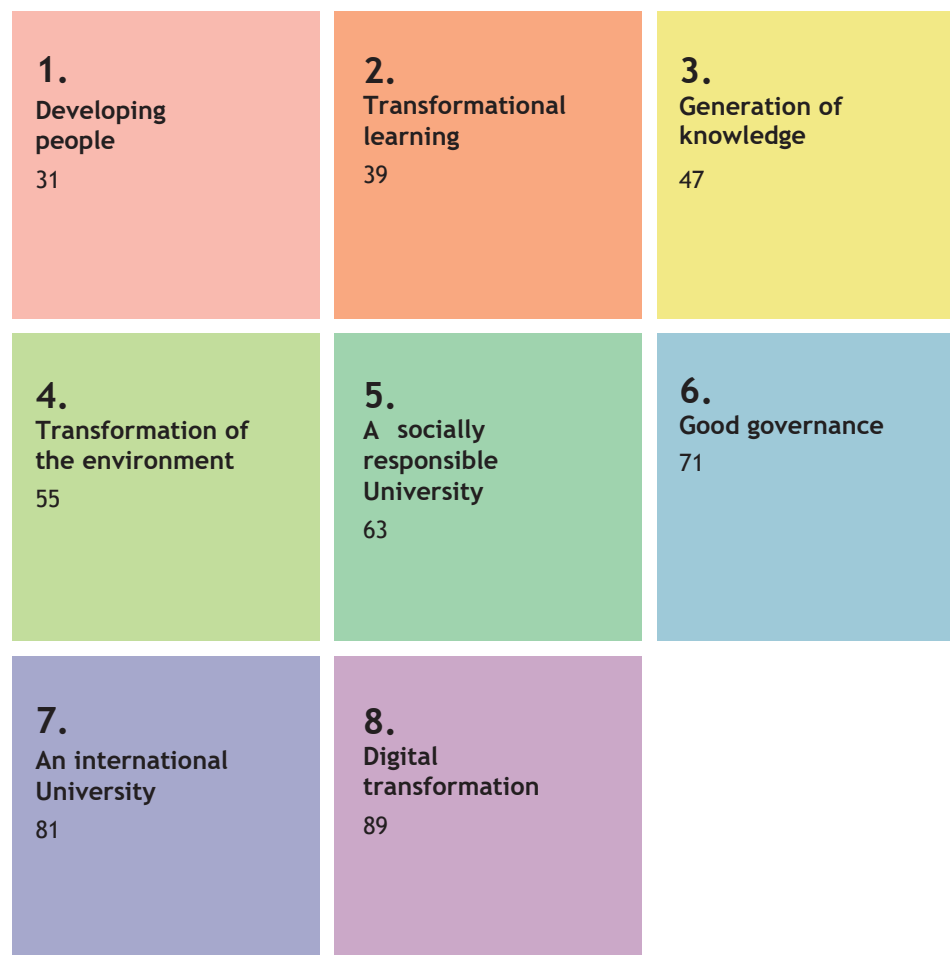 1.
Developing
people
31
2.
Transformational
learning
39
3.
Generation of
knowledge
47
4.
Transformation of
the environment
55
5.
A socially
responsible
University
63
6.
Good governance
71
7.
An international
University
81
8.
Digital
transformation
89